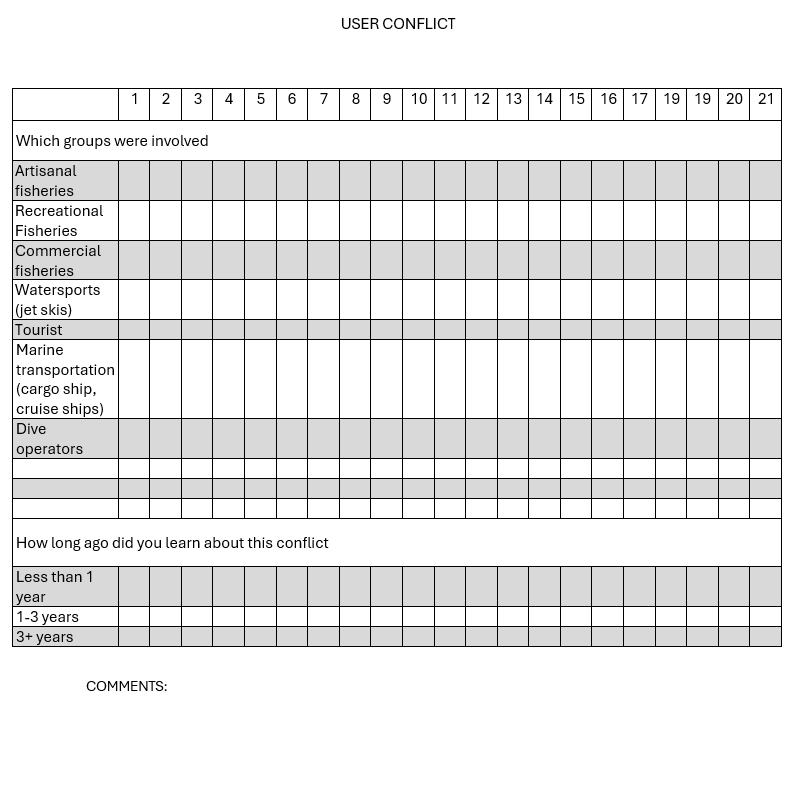 USER CONFLICT
1 2 3 4 5 6 7 8 9 10 11 12 13 14 15 16 17 19 19 20 21
Which groups were involved
Artisanal
fisheries
Recreational
Fisheries
Commercial
fisheries
Watersports
(jet skis)
Tourist
Marine
transportation
(cargo ship,
cruise ships)
Dive
operators
How long ago did you learn about this conflict
Less than 1
year
1-3 years
3+ years
COMMENTS: